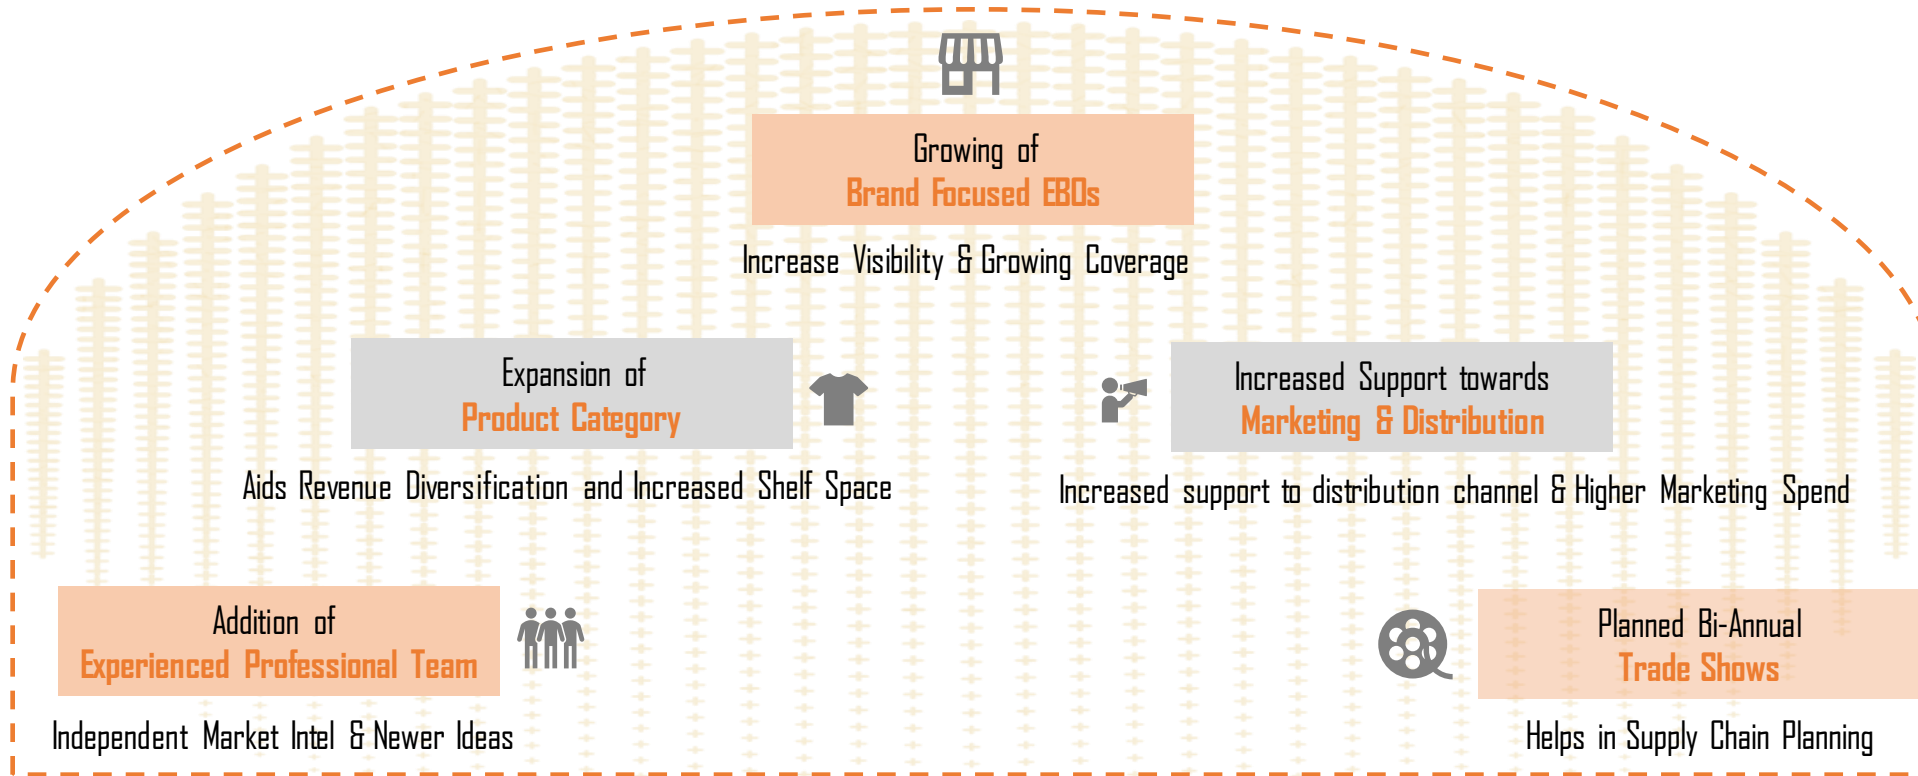 Growing of
Brand Focused EBOs
Increase Visibility & Growing Coverage
Expansion of
Product Category
Aids Revenue Diversification and Increased Shelf Space
Increased Support towards
Marketing & Distribution
Increased support to distribution channel & Higher Marketing Spend
Addition of
Experienced Professional Team
Independent Market Intel & Newer Ideas
Planned Bi-Annual
Trade Shows
Helps in Supply Chain Planning